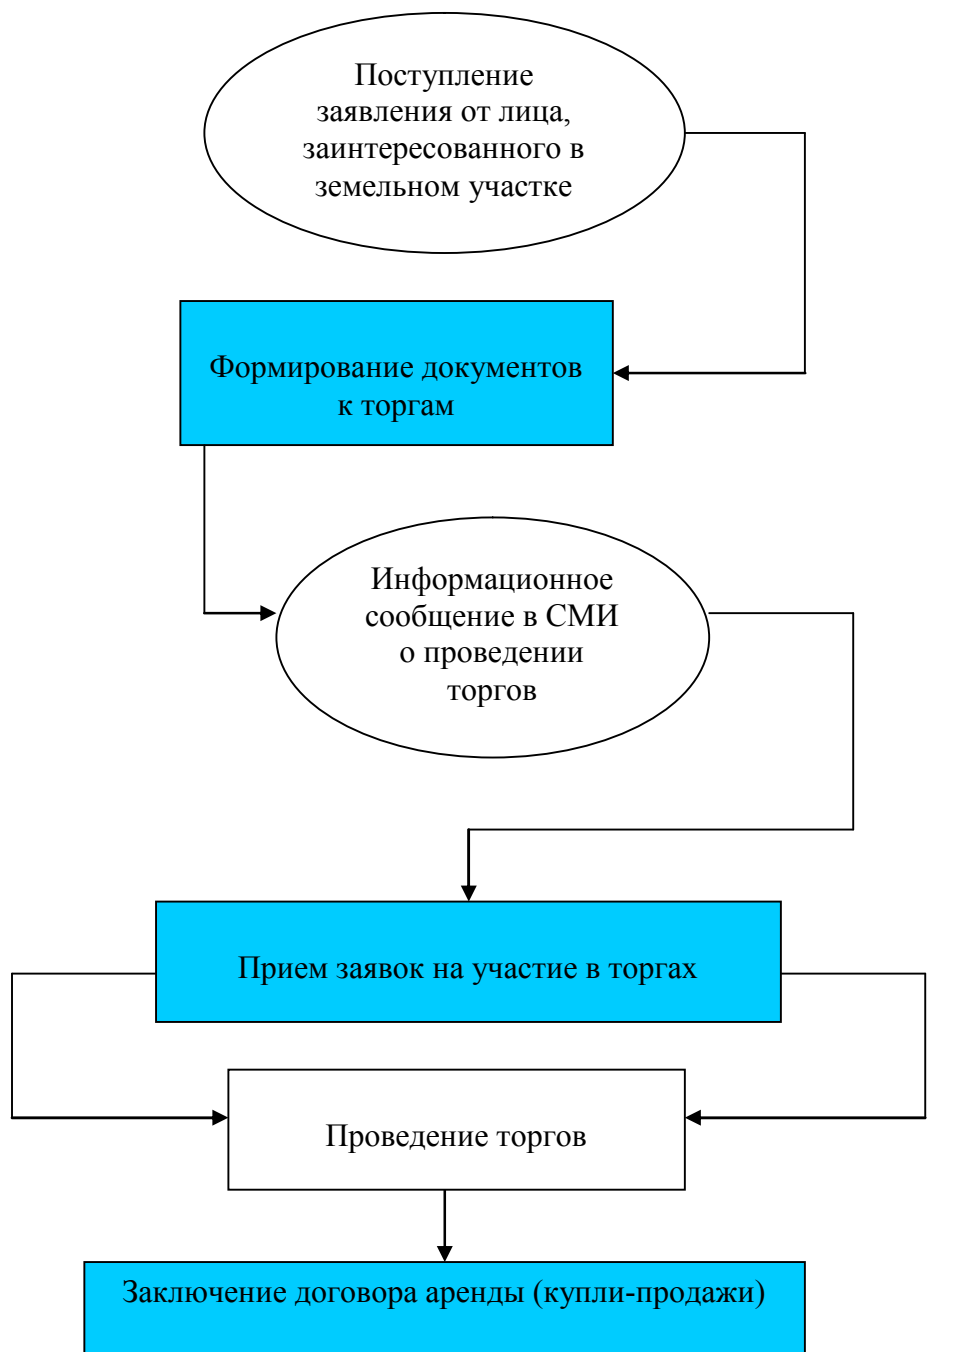 Поступление
заявления от лица,
заинтересованного в
земельном участке
Формирование документов
к торгам
Информационное
сообщение в СМИ
о проведении
торгов
Прием заявок на участие в торгах
Проведение торгов
Заключение договора аренды (купли-продажи)